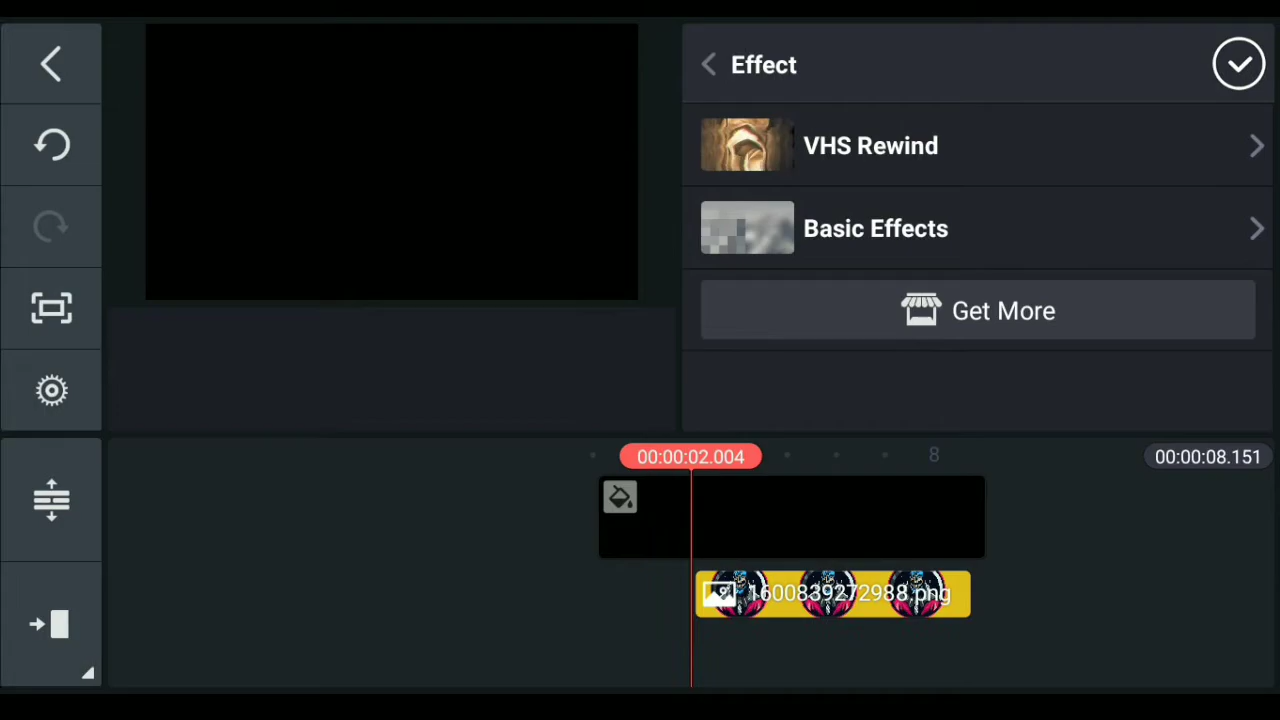 Effect
VHS Rewind
Basic Effects
Get More
00:00:02.004
8
00:00:08.151
1600839272988.png